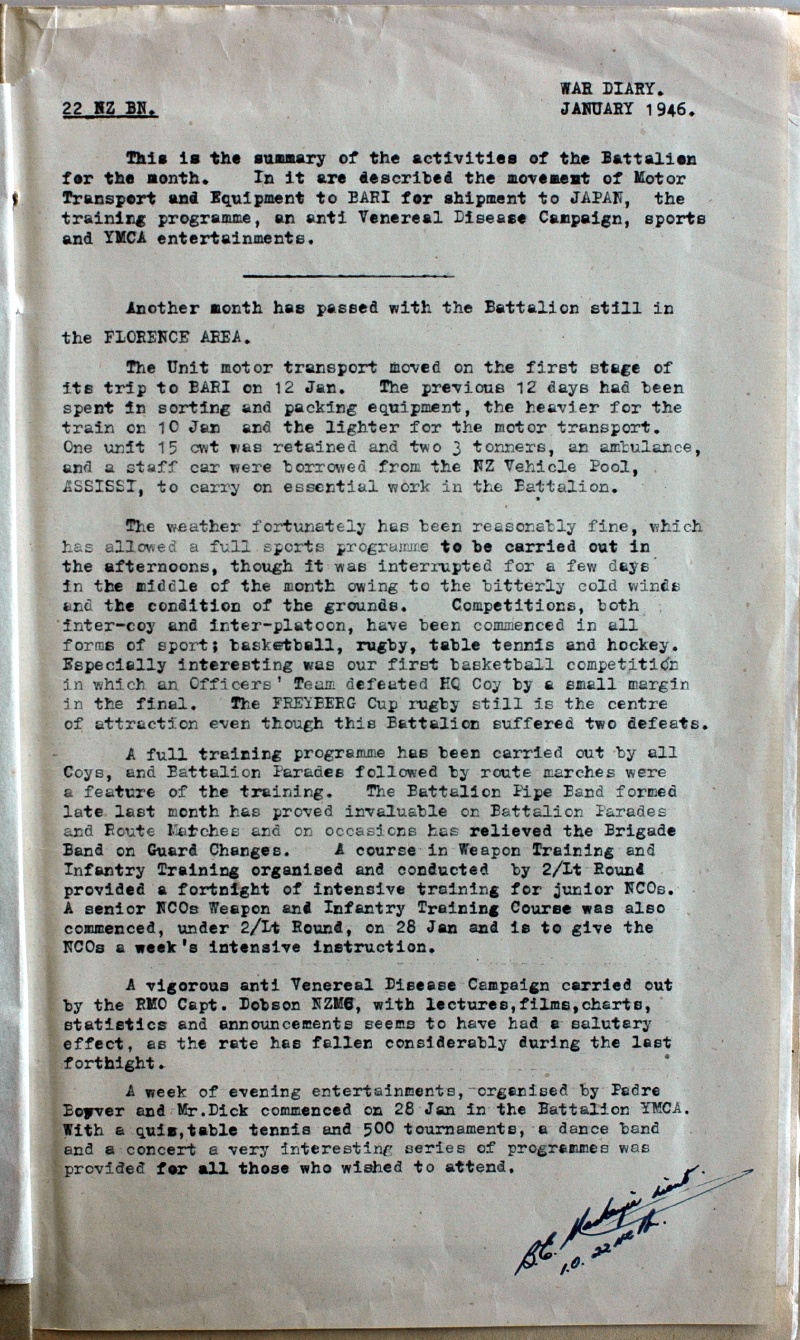 WAR DIARY.
22 NZ BN. JANUARY 1946.
This is the summary of the activities of the Battalion
for the month. In it are described the movement of Motor
Transport and Equipment to BARI for shipment to JAPAN, the
training programme, an anti Venereal Disease Campaign, sports
and YMCA entertainments.
Another month has passed with the Battalion still in
the FLORENCE AREA.
The Unit motor transport moved on the first stage of
its trip to BARI on 12 Jan. The previous 12 days had been
spent in sorting and packing equipment, the heavier for the
train on 10 Jan and the lighter for the motor transport.
One unit 15 cwt was retained and two 3 tonners, an ambulance,
and a staff car were borrowed from the NZ Vehicle Pool,
ASSISSI, to carry on essential work in the Battalion.
The weather fortunately has been reasonably fine, which
has allowed a full sports programme to be carried out in
the afternoons, though it was interrupted for a few days
in the middle of the month owing to the bitterly cold winds
and the condition of the grounds. Competitions, both
inter-coy and inter-platoon, have been commenced in all
forms of sport; basketball, rugby, table tennis and hockey.
Especially interesting was our first basketball competition
in which an Officers' Team defeated HQ Coy by a small margin
in the final. The FREYBERG Cup rugby still is the centre
of attraction even though this Battalion suffered two defeats.
A full training programme has been carried out by all
Coys, and Battalion Parades followed by route marches were
a feature of the training. The Battalion Pipe Band formed
late last month has proved invaluable on Battalion Parades
and Route Matches and on occasions has relieved the Brigade
Band on Guard Changes. A course in Weapon Training and
Infantry Training organised and conducted by 2/Lt Round
provided a fortnight of intensive training for junior NCOs.
A senior NCOs Weapon and Infantry Training Course was also
commenced, under 2/Lt Round, on 28 Jan and is to give the
NCOs a week's intensive instruction.
A vigorous anti Venereal Disease Campaign carried out
by the RMO Capt. Dobson NZMC, with lectures,films,charts,
statistics and announcements seems to have had a salutary
effect, as the rate has fallen considerably during the last
forthight.
A week of evening entertainments, organised by Padre
Bowver and Mr.Dick commenced on 28 Jan in the Battalion YMCA.
With a quiz,table tennis and 500 tournaments, a dance band
and a concert a very interesting series of programmes was
provided for all those who wished to attend.
B.E. Mackenzie Lieut.
I.O. 22